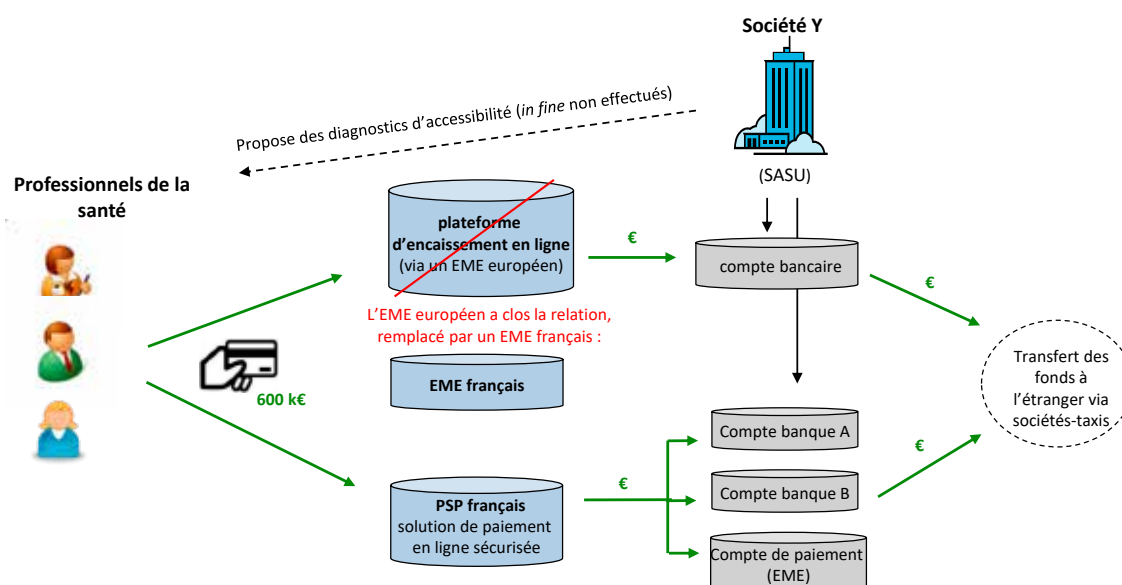 Société Y
Propose des diagnostics d'accessibilité (in fine non effectués)
(SASU)
Professionnels de la
santé
plateforme
d'encaissement en ligne
(via un EME européen)
€
compte bancaire
€
L'EME européen a clos la relation,
remplacé par un EME français :
EME français
600 k€
Transfert des
fonds à
l'étranger via
sociétés-taxis
Compte banque A
€
€
Compte banque B
PSP français
solution de paiement
en ligne sécurisée
Compte de paiement
(EME)